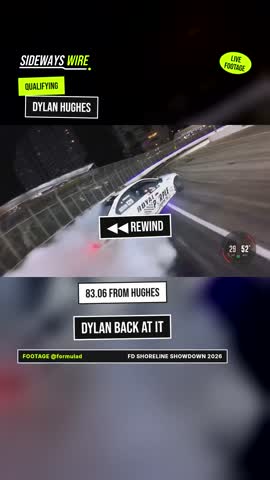 SIDEWAYS WIRE.
LIVE
FOOTAGE
QUALIFYING
DYLAN HUGHES
ROYAL
REWIND
29 52°
83.06 FROM HUGHES
DYLAN BACK AT IT
FOOTAGE @formulad
FD SHORELINE SHOWDOWN 2026